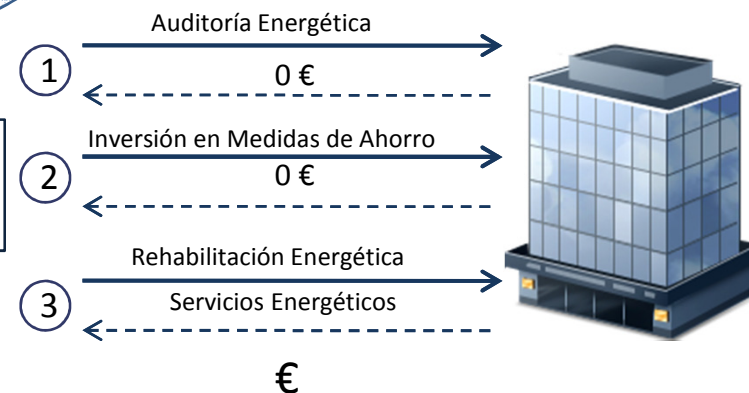 Auditoría Energética
1
0 €
Inversión en Medidas de Ahorro
2
0 €
Rehabilitación Energética
3
Servicios Energéticos
€